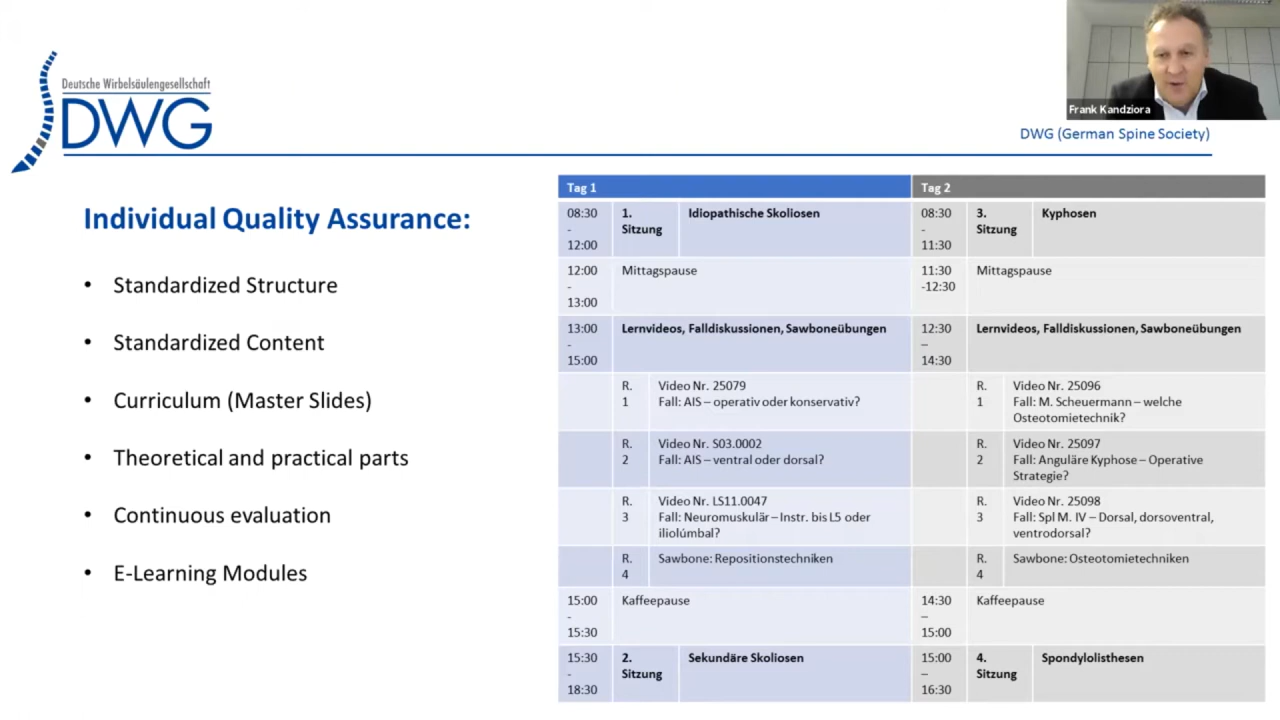 Deutsche Wirbelsäulengesellschaft
DWG
Frank Kandziora
DWG (German Spine Society)
Individual Quality Assurance:
• Standardized Structure
• Standardized Content
• Curriculum (Master Slides)
• Theoretical and practical parts
• Continuous evaluation
• E-Learning Modules
Tag 1
08:30
-
12:00
1.
Sitzung
Idiopathische Skoliosen
12:00
-
13:00
Mittagspause
13:00
-
15:00
Lernvideos, Falldiskussionen, Sawboneübungen
R.
1
Video Nr. 25079
Fall: AIS – operativ oder konservativ?
R.
2
Video Nr. S03.0002
Fall: AIS – ventral oder dorsal?
R.
3
Video Nr. LS11.0047
Fall: Neuromuskulär – Instr. bis L5 oder
iliolúmbal?
R.
4
Sawbone: Repositionstechniken
15:00
-
15:30
Kaffeepause
15:30
-
18:30
2.
Sitzung
Sekundäre Skoliosen
Tag 2
08:30
-
11:30
3.
Sitzung
Kyphosen
11:30
-12:30
Mittagspause
12:30
–
14:30
Lernvideos, Falldiskussionen, Sawboneübungen
R.
1
Video Nr. 25096
Fall: M. Scheuermann – welche
Osteotomietechnik?
R.
2
Video Nr. 25097
Fall: Anguläre Kyphose – Operative
Strategie?
R.
3
Video Nr. 25098
Fall: Spl M. IV – Dorsal, dorsoventral,
ventrodorsal?
R.
4
Sawbone: Osteotomietechniken
14:30
–
15:00
Kaffeepause
15:00
–
16:30
4.
Sitzung
Spondylolisthesen